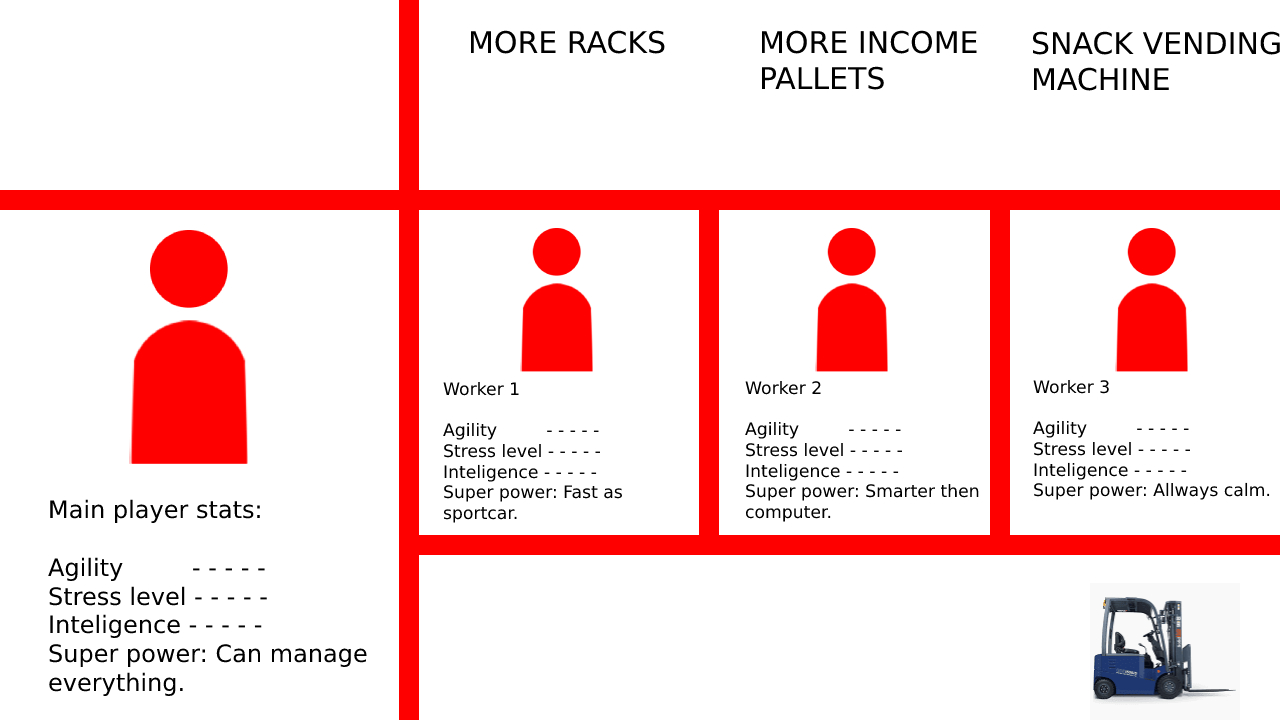 MORE RACKS
MORE INCOME
PALLETS
SNACK VENDING
MACHINE
Main player stats:
Agility - - - - -
Stress level - - - - -
Inteligence - - - - -
Super power: Can manage
everything.
Worker 1
Agility - - - - -
Stress level - - - - -
Inteligence - - - - -
Super power: Fast as
sportcar.
Worker 2
Agility - - - - -
Stress level - - - - -
Inteligence - - - - -
Super power: Smarter then
computer.
Worker 3
Agility - - - - -
Stress level - - - - -
Inteligence - - - - -
Super power: Allways calm.